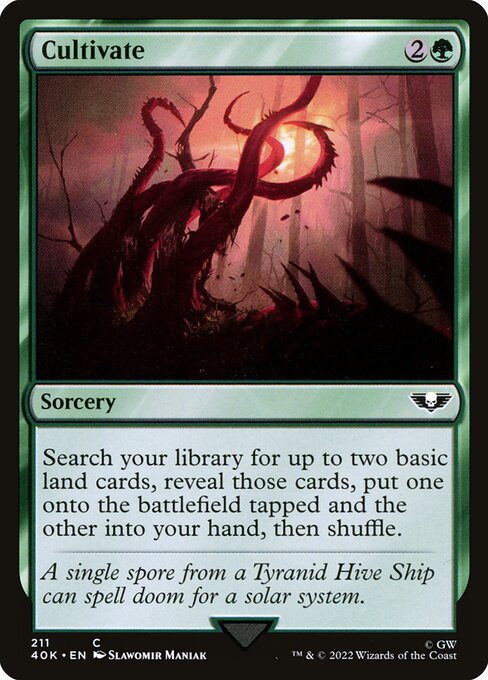 Cultivate 2
Sorcery
Search your library for up to two basic
land cards, reveal those cards, put one
onto the battlefield tapped and the
other into your hand, then shuffle.
A single spore from a Tyranid Hive Ship
can spell doom for a solar system.
211 C
40K • EN Slawomir Maniak
© GW
™ & © 2022 Wizards of the Coast